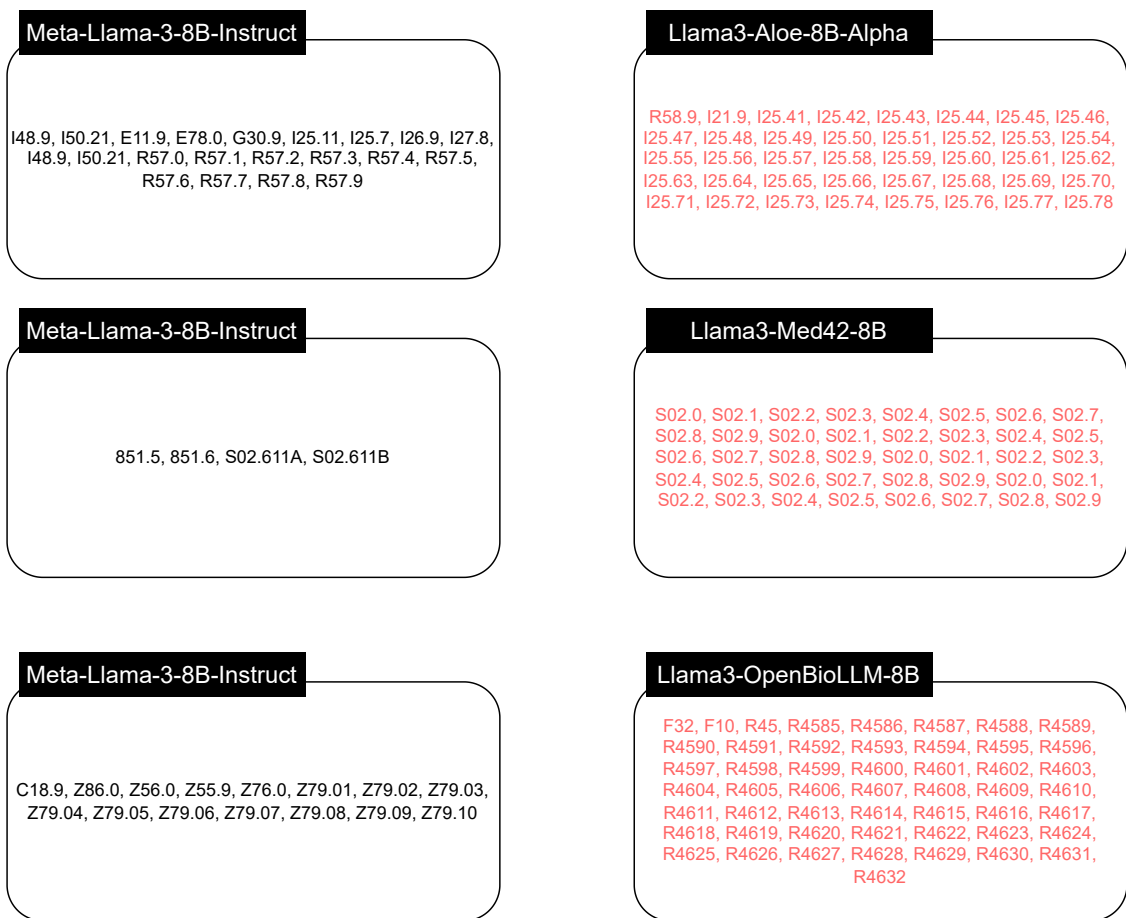 Meta-Llama-3-8B-Instruct
I48.9, I50.21, E11.9, E78.0, G30.9, I25.11, I25.7, I26.9, I27.8,
I48.9, I50.21, R57.0, R57.1, R57.2, R57.3, R57.4, R57.5,
R57.6, R57.7, R57.8, R57.9
Llama3-Aloe-8B-Alpha
R58.9, I21.9, I25.41, I25.42, I25.43, I25.44, I25.45, I25.46,
I25.47, I25.48, I25.49, I25.50, I25.51, I25.52, I25.53, I25.54,
I25.55, I25.56, I25.57, I25.58, I25.59, I25.60, I25.61, I25.62,
I25.63, I25.64, I25.65, I25.66, I25.67, I25.68, I25.69, I25.70,
I25.71, I25.72, I25.73, I25.74, I25.75, I25.76, I25.77, I25.78
Meta-Llama-3-8B-Instruct
851.5, 851.6, S02.611A, S02.611B
Llama3-Med42-8B
S02.0, S02.1, S02.2, S02.3, S02.4, S02.5, S02.6, S02.7,
S02.8, S02.9, S02.0, S02.1, S02.2, S02.3, S02.4, S02.5,
S02.6, S02.7, S02.8, S02.9, S02.0, S02.1, S02.2, S02.3,
S02.4, S02.5, S02.6, S02.7, S02.8, S02.9, S02.0, S02.1,
S02.2, S02.3, S02.4, S02.5, S02.6, S02.7, S02.8, S02.9
Meta-Llama-3-8B-Instruct
C18.9, Z86.0, Z56.0, Z55.9, Z76.0, Z79.01, Z79.02, Z79.03,
Z79.04, Z79.05, Z79.06, Z79.07, Z79.08, Z79.09, Z79.10
Llama3-OpenBioLLM-8B
F32, F10, R45, R4585, R4586, R4587, R4588, R4589,
R4590, R4591, R4592, R4593, R4594, R4595, R4596,
R4597, R4598, R4599, R4600, R4601, R4602, R4603,
R4604, R4605, R4606, R4607, R4608, R4609, R4610,
R4611, R4612, R4613, R4614, R4615, R4616, R4617,
R4618, R4619, R4620, R4621, R4622, R4623, R4624,
R4625, R4626, R4627, R4628, R4629, R4630, R4631,
R4632